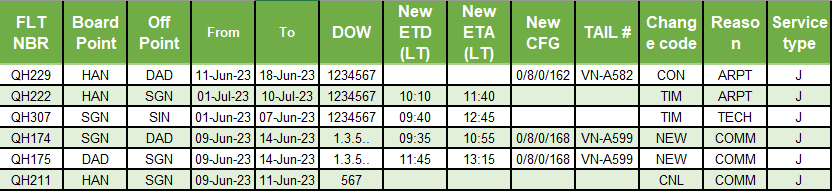 FLT NBR Board Point Off Point From To DOW New ETD (LT) New ETA (LT) New CFG TAIL # Chang e code Reaso n Service type
QH229 HAN DAD 11-Jun-23 18-Jun-23 1234567 0/8/0/162 VN-A582 CON ARPT J
QH222 HAN SGN 01-Jul-23 10-Jul-23 1234567 10:10 11:40 TIM ARPT J
QH307 SGN SIN 01-Jun-23 07-Jun-23 1234567 09:40 12:45 TIM TECH J
QH174 SGN DAD 09-Jun-23 14-Jun-23 1.3.5.. 09:35 10:55 0/8/0/168 VN-A599 NEW COMM J
QH175 DAD SGN 09-Jun-23 14-Jun-23 1.3.5.. 11:45 13:15 0/8/0/168 VN-A599 NEW COMM J
QH211 HAN SGN 09-Jun-23 11-Jun-23 567 CNL COMM J